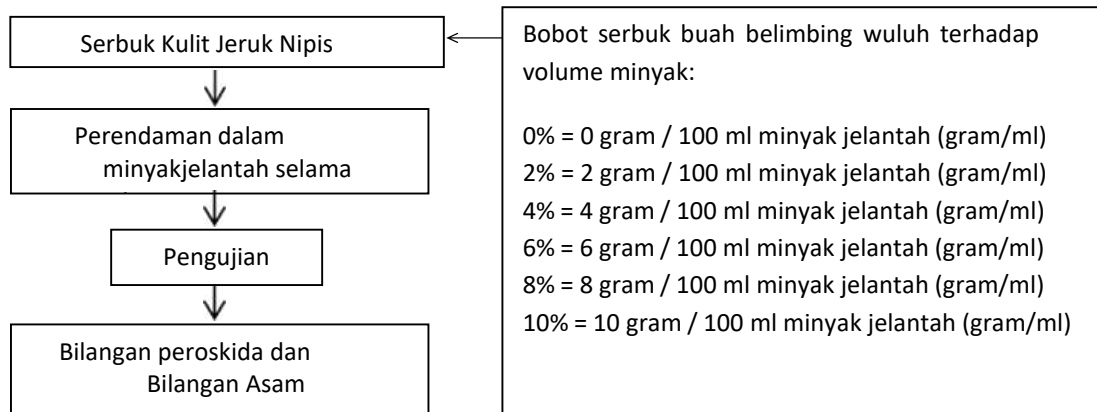 Serbuk Kulit Jeruk Nipis
Perendaman dalam
minyakjelantah selama
Pengujian
Bilangan peroskida dan
Bilangan Asam
Bobot serbuk buah belimbing wuluh terhadap
volume minyak:
0% = 0 gram / 100 ml minyak jelantah (gram/ml)
2% = 2 gram / 100 ml minyak jelantah (gram/ml)
4% = 4 gram / 100 ml minyak jelantah (gram/ml)
6% = 6 gram / 100 ml minyak jelantah (gram/ml)
8% = 8 gram / 100 ml minyak jelantah (gram/ml)
10% = 10 gram / 100 ml minyak jelantah (gram/ml)